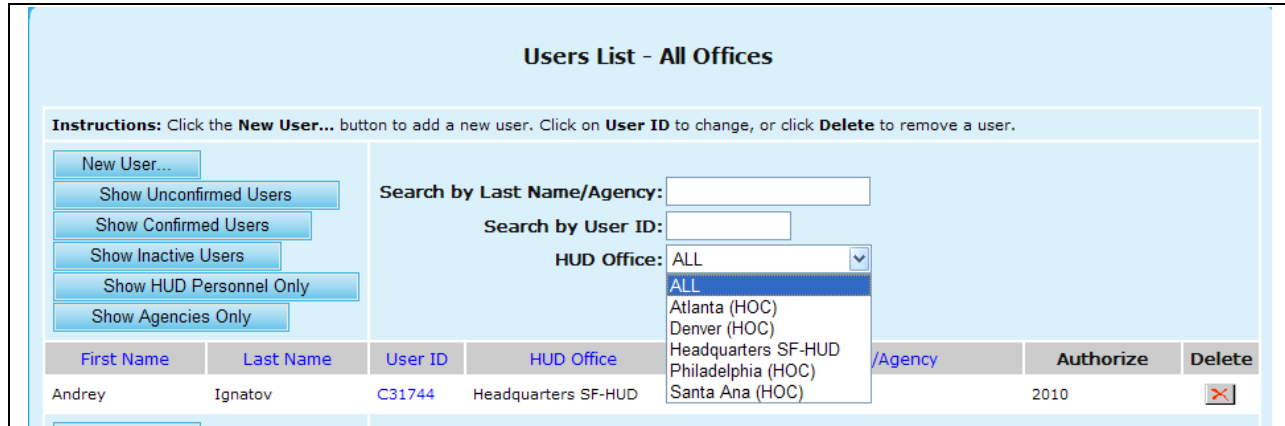 Users List - All Offices
Instructions: Click the New User... button to add a new user. Click on User ID to change, or click Delete to remove a user.
New User...
Show Unconfirmed Users
Show Confirmed Users
Show Inactive Users
Show HUD Personnel Only
Show Agencies Only
Search by Last Name/Agency:
Search by User ID:
HUD Office: ALL
ALL
Atlanta (HOC)
Denver (HOC)
Headquarters SF-HUD
Philadelphia (HOC)
Santa Ana (HOC)
First Name Last Name User ID HUD Office /Agency Authorize Delete
Andrey Ignatov C31744 Headquarters SF-HUD 2010